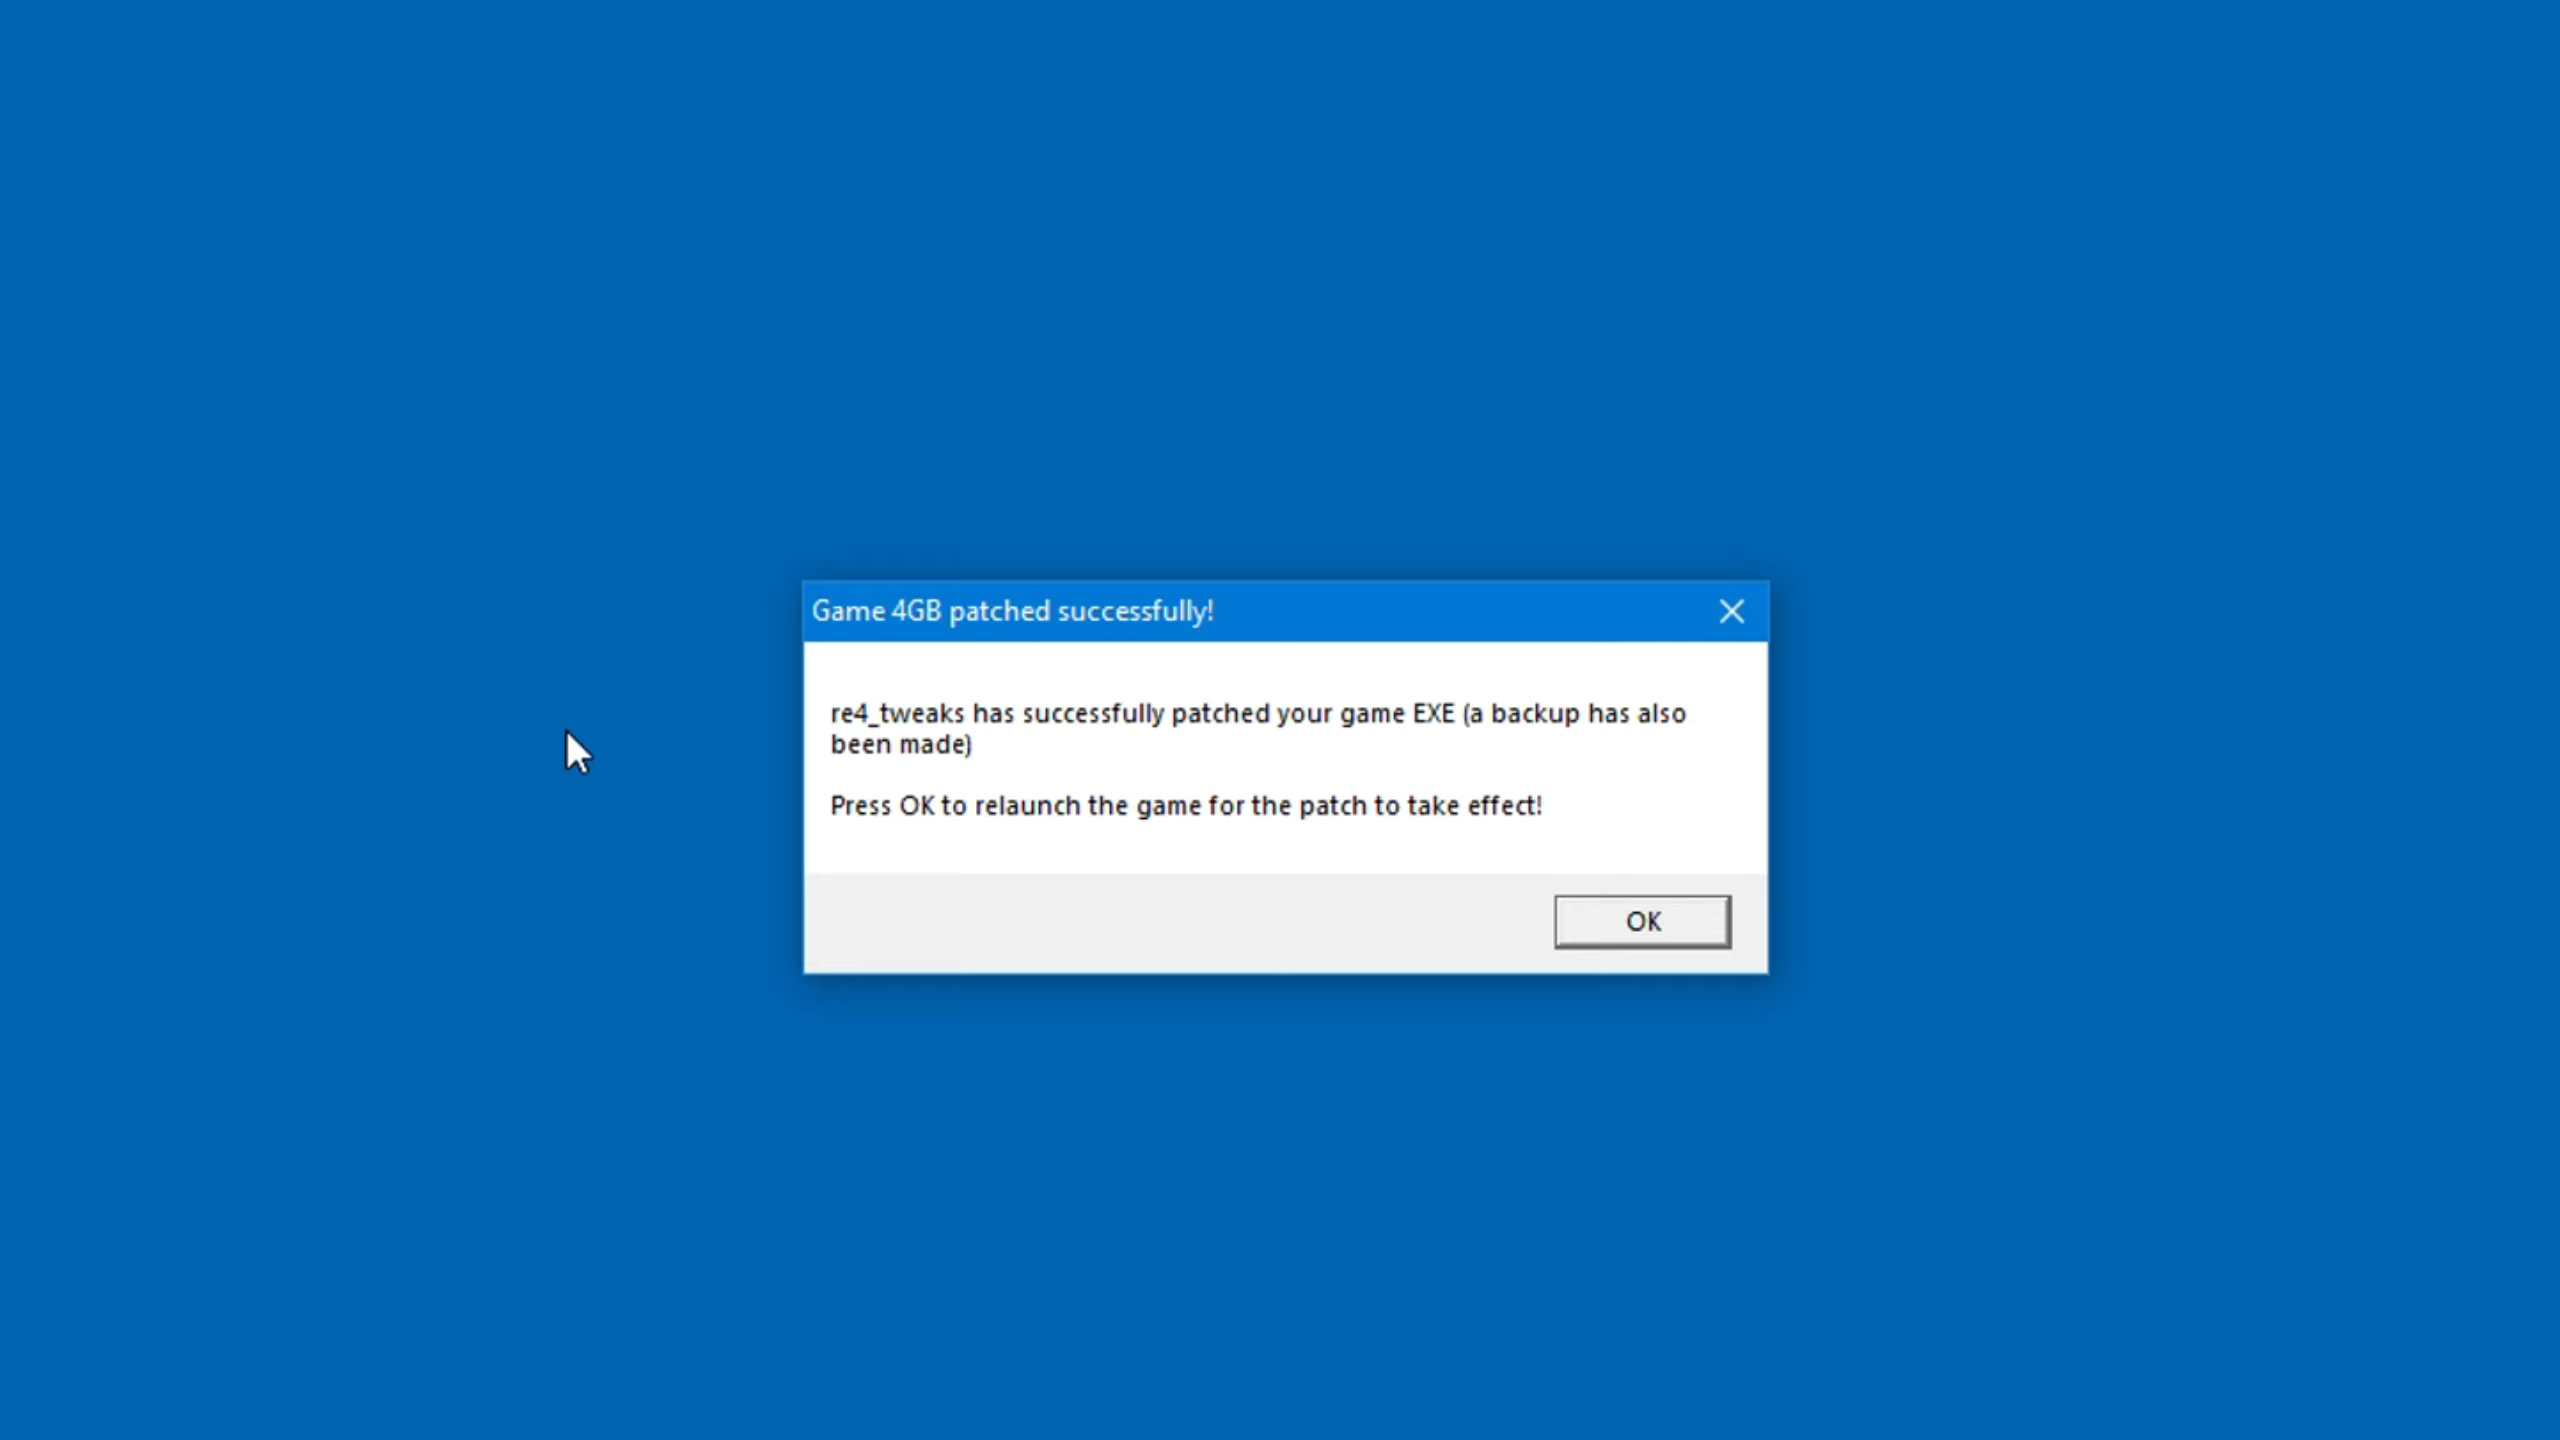 Game 4GB patched successfully!
re4_tweaks has successfully patched your game EXE (a backup has also
been made)
Press OK to relaunch the game for the patch to take effect!
OK